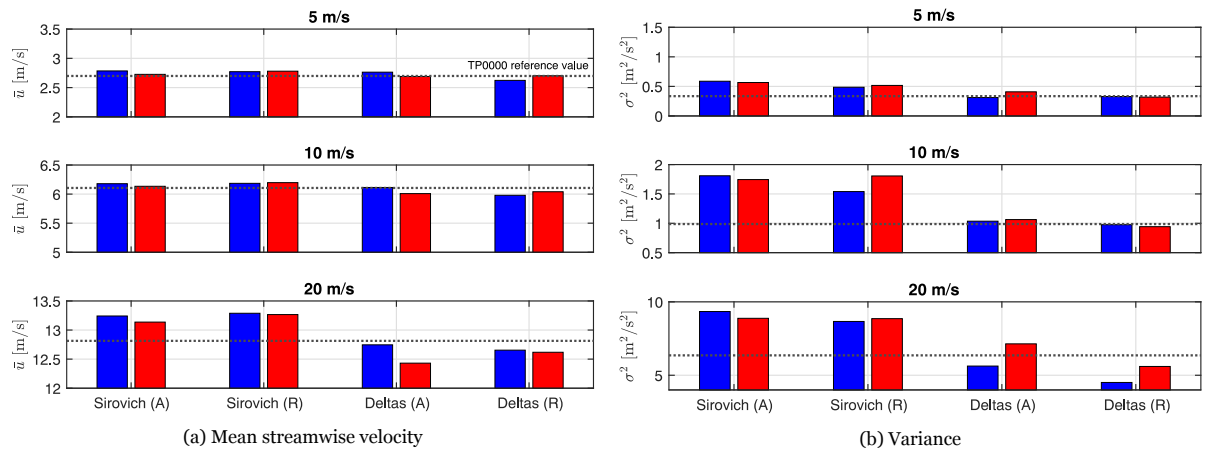 5 m/s
3.5
3
2.5
2
ū [m/s]
TP0000 reference value
10 m/s
6.5
6
5.5
5
ū [m/s]
20 m/s
13.5
13
12.5
12
ū [m/s]
Sirovich (A) Sirovich (R) Deltas (A) Deltas (R)
(a) Mean streamwise velocity
5 m/s
1.5
1
0.5
0
σ² [m²/s²]
10 m/s
2
1.5
1
0.5
σ² [m²/s²]
20 m/s
10
5
σ² [m²/s²]
Sirovich (A) Sirovich (R) Deltas (A) Deltas (R)
(b) Variance